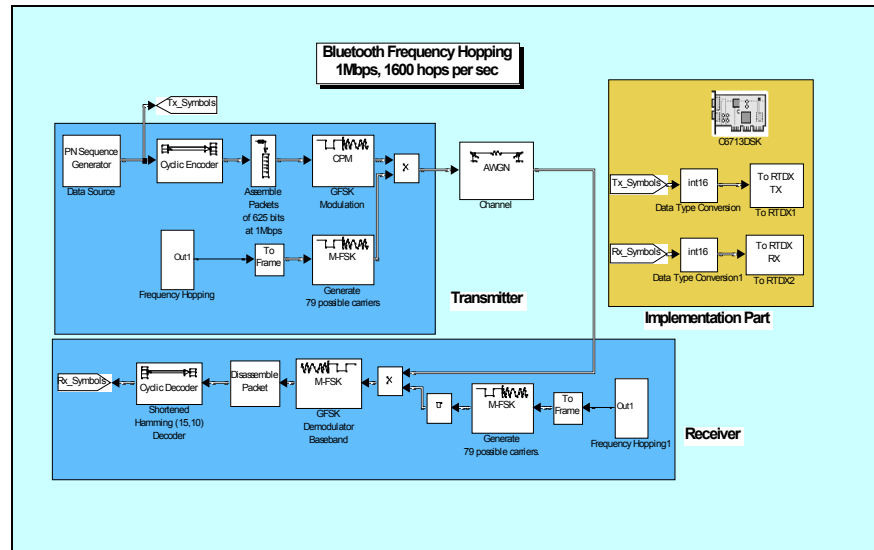 Bluetooth Frequency Hopping
1Mbps, 1600 hops per sec
Tx_Symbols
PN Sequence
Generator
Data Source
Cyclic Encoder
Assemble
Packets
of 625 bits
at 1Mbps
CPM
GFSK
Modulation
X
AWGN
Channel
Out1
Frequency Hopping
To
Frame
M-FSK
Generate
79 possible carriers
Transmitter
C6713DSK
Tx_Symbols
int16
Data Type Conversion
To RTDX
TX
To RTDX1
Rx_Symbols
int16
Data Type Conversion1
To RTDX
RX
To RTDX2
Implementation Part
Rx_Symbols
Cyclic Decoder
Shortened
Hamming (15,10)
Decoder
Disassemble
Packet
M-FSK
GFSK
Demodulator
Baseband
X
M-FSK
Generate
79 possible carriers.
To
Frame
Out1
Frequency Hopping1
Receiver